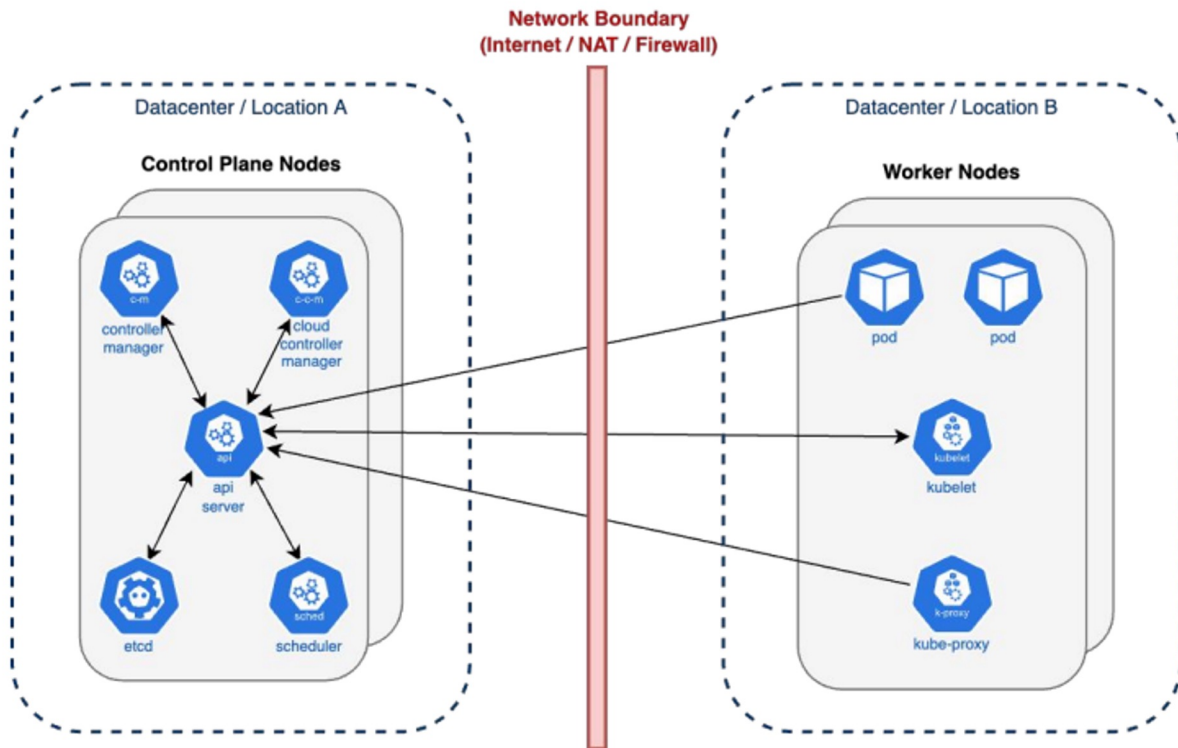 Network Boundary
(Internet / NAT / Firewall)
Datacenter / Location A
Control Plane Nodes
c-m
controller
manager
c-c-m
cloud
controller
manager
api
api
server
etcd
sched
scheduler
Datacenter / Location B
Worker Nodes
pod
pod
kubelet
kubelet
k-proxy
kube-proxy